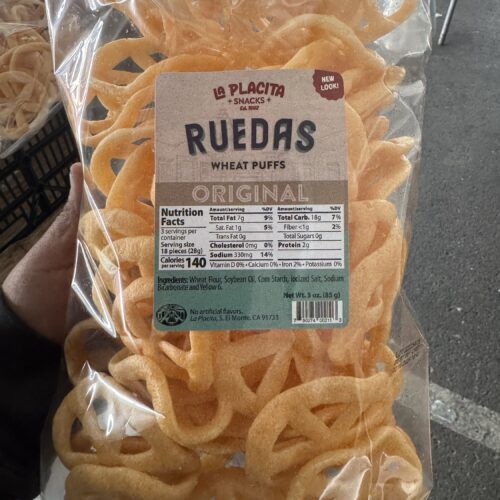 LA PLACITA
SNACKS
NEW
LOOK!
RUEDAS
WHEAT PUFFS
ORIGINAL
Nutrition
Facts
3 servings per
container
Serving size
18 pieces (28g)
Calories
per serving 140
Amount/serving %DV
Total Fat 7g 9%
Sat. Fat 1g 5%
Trans Fat 0g
Cholesterol 0mg 0%
Sodium 330mg 14%
Amount/serving %DV
Total Carb. 18g 7%
Fiber <1g 2%
Total Sugars 0g
Protein 2g
Vitamin D 0% • Calcium 0% • Iron 2% • Potassium 0%
Ingredients: Wheat Flour, Soybean Oil, Corn Starch, Iodized Salt, Sodium
Bicarbonate and Yellow 6.
Net Wt. 3 oz. (85 g)
No artificial flavors.
La Placita, S. El Monte, CA 91733